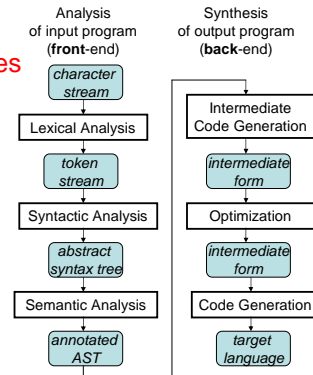 Analysis
of input program
(front-end)
es
character
stream
Lexical Analysis
token
stream
Syntactic Analysis
abstract
syntax tree
Semantic Analysis
annotated
AST
Synthesis
of output program
(back-end)
Intermediate
Code Generation
intermediate
form
Optimization
intermediate
form
Code Generation
target
language